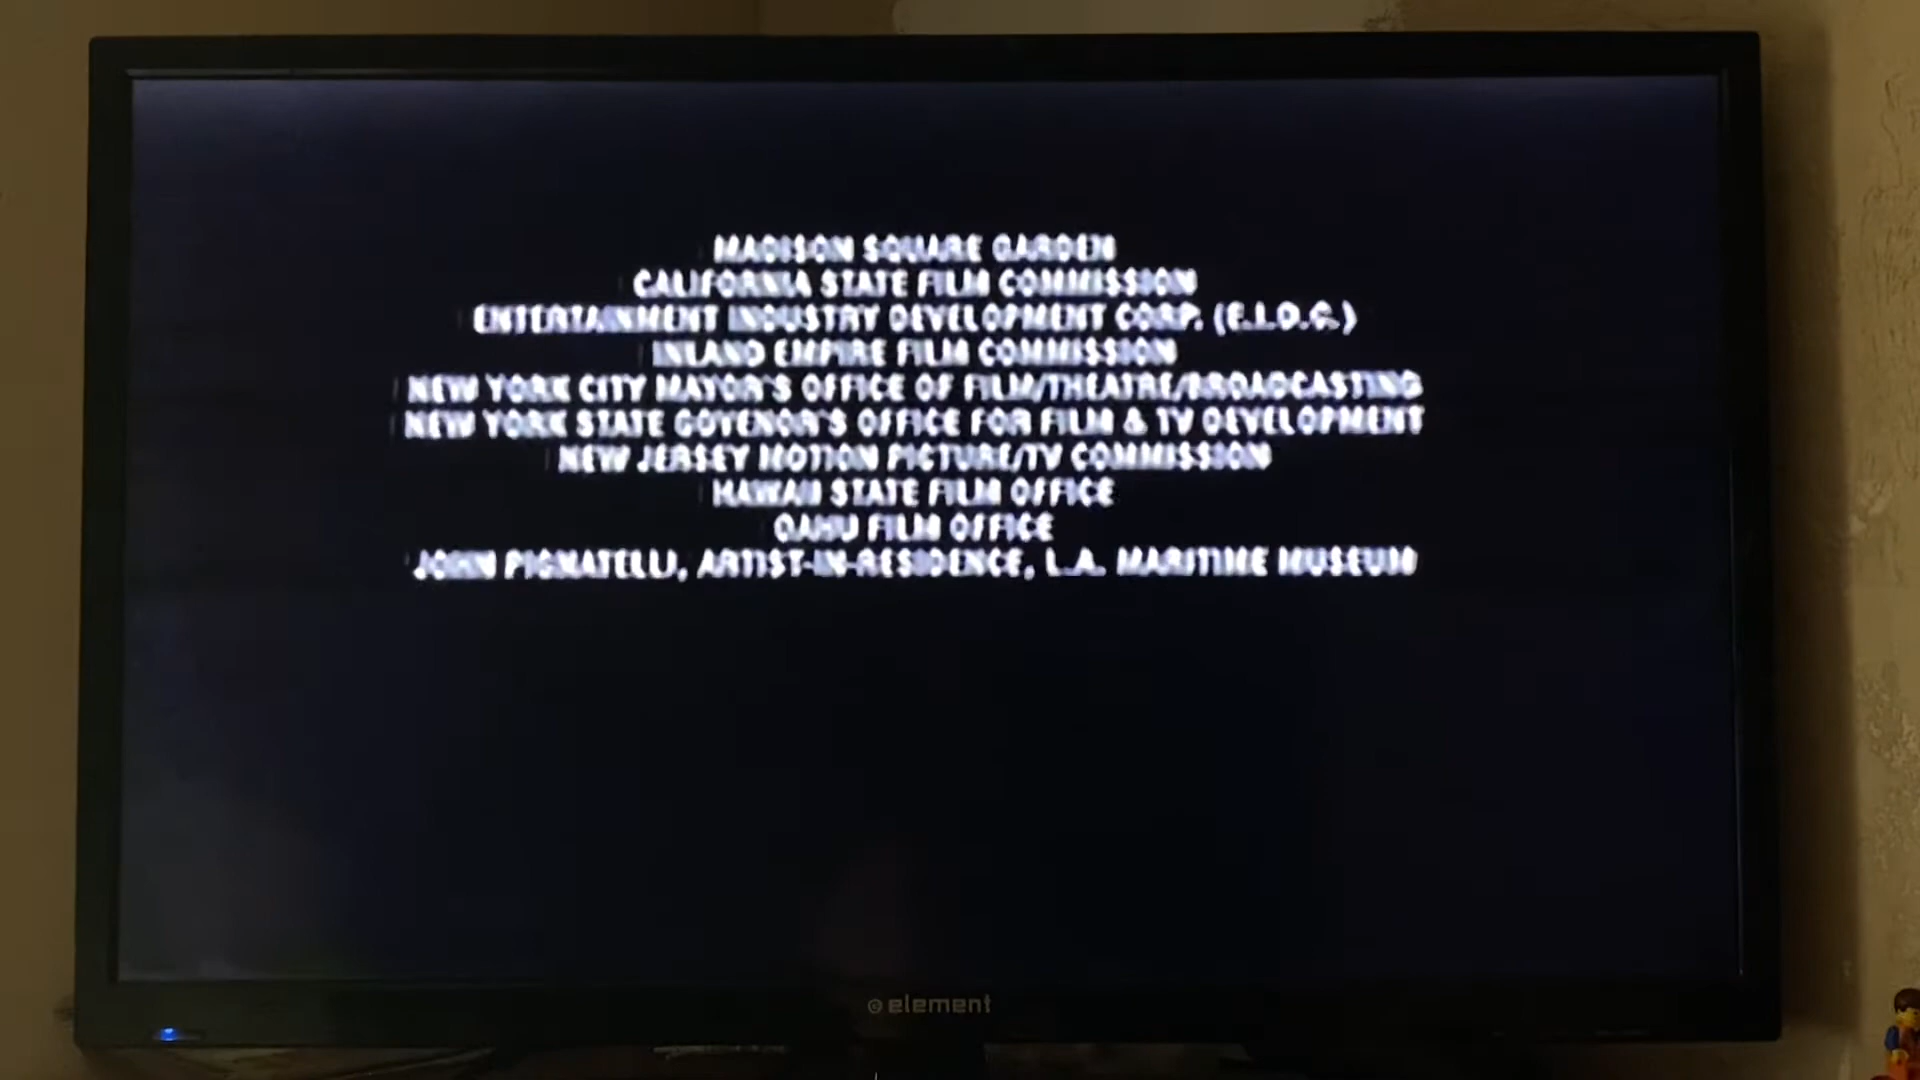 MADISON SQUARE GARDEN
CALIFORNIA STATE FILM COMMISSION
ENTERTAINMENT INDUSTRY DEVELOPMENT CORP. (E.I.D.C.)
INLAND EMPIRE FILM COMMISSION
NEW YORK CITY MAYOR'S OFFICE OF FILM/THEATRE/BROADCASTING
NEW YORK STATE GOVENOR'S OFFICE FOR FILM & TV DEVELOPMENT
NEW JERSEY MOTION PICTURE/TV COMMISSION
HAWAII STATE FILM OFFICE
OAHU FILM OFFICE
JOHN PIGNATELLI, ARTIST-IN-RESIDENCE, L.A. MARITIME MUSEUM
element